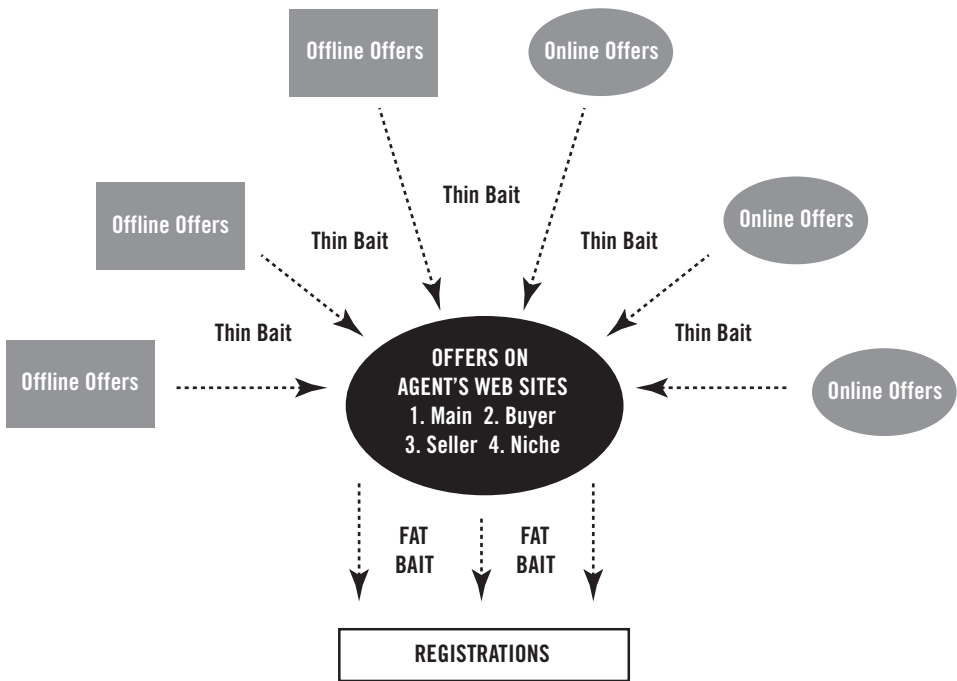 Offline Offers
Online Offers
Thin Bait
Offline Offers
Online Offers
Thin Bait
Thin Bait
Thin Bait
Thin Bait
Offline Offers
Online Offers
OFFERS ON
AGENT'S WEB SITES
1. Main 2. Buyer
3. Seller 4. Niche
FAT
BAIT
FAT
BAIT
REGISTRATIONS